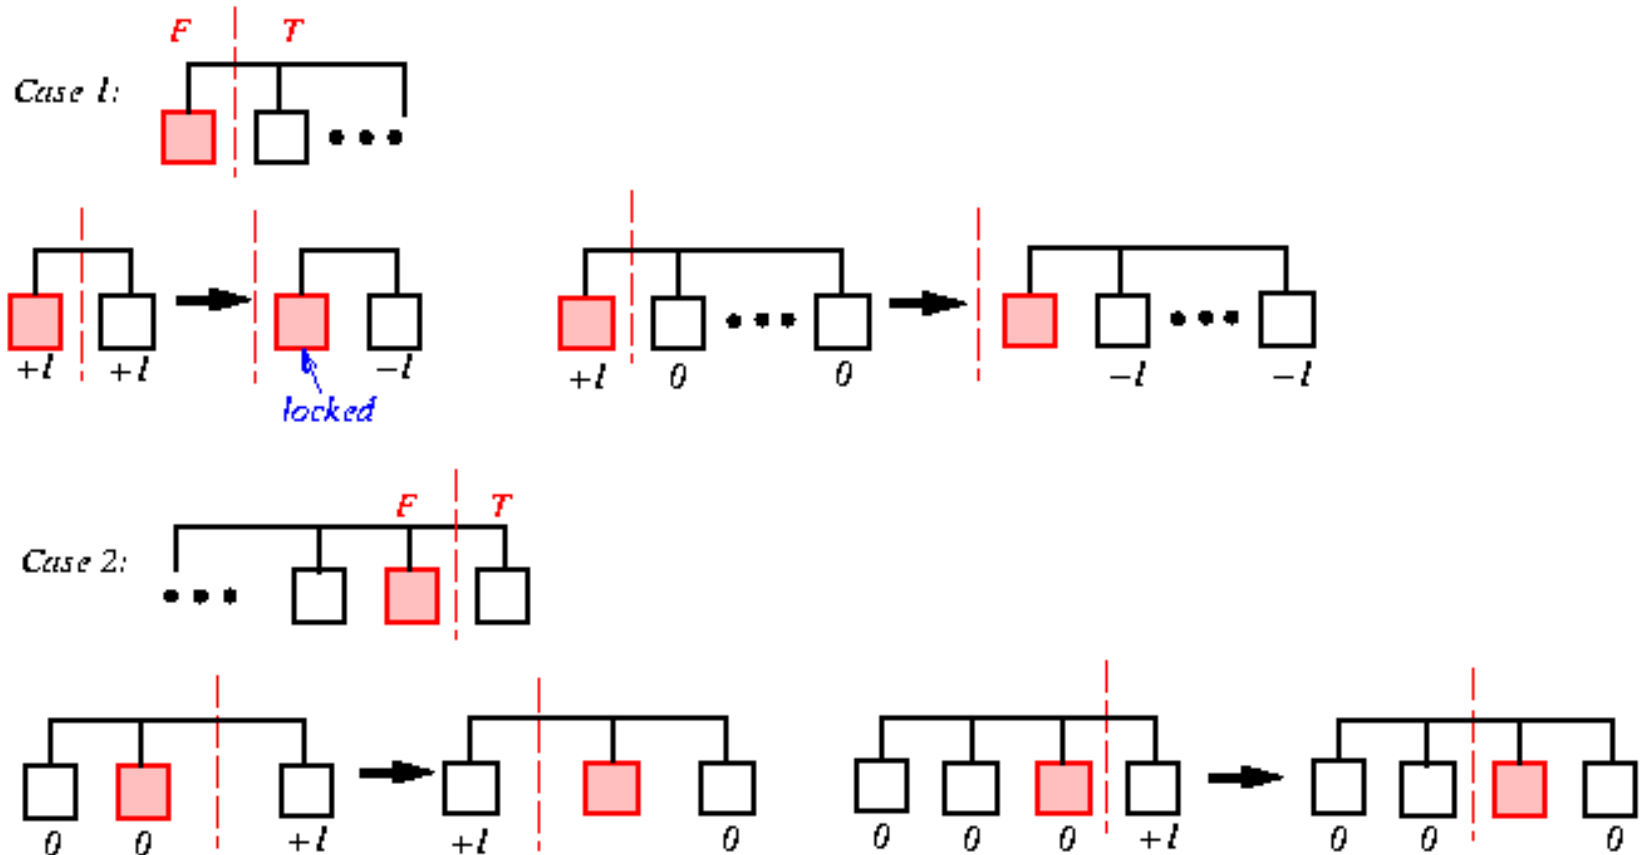 F T
Case 1:
+1 +1 -1 +1 0 0 -1 -1
locked
F T
Case 2:
0 0 +1 +1 0 0 0 0 +1 0 0 0